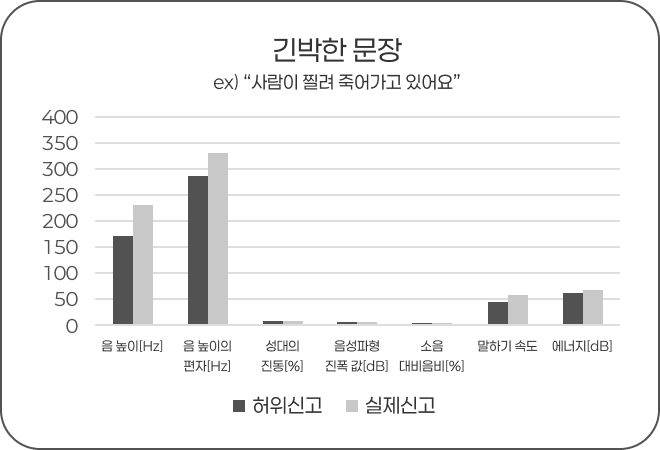 긴박한 문장
ex) “사람이 찔려 죽어가고 있어요”
400
350
300
250
200
150
100
50
0
음 높이[Hz]
음 높이의
편자[Hz]
성대의
진동[%]
음성파형
진폭 값[dB]
소음
대비음비[%]
말하기 속도
에너지[dB]
허위신고
실제신고